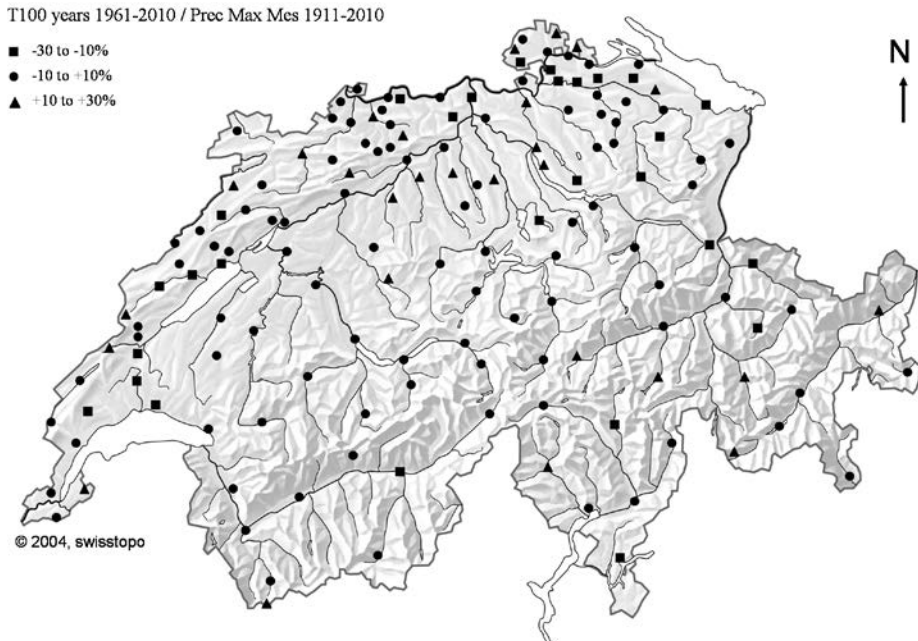 T100 years 1961-2010 / Prec Max Mes 1911-2010
-30 to -10%
-10 to +10%
+10 to +30%
N
© 2004, swisstopo